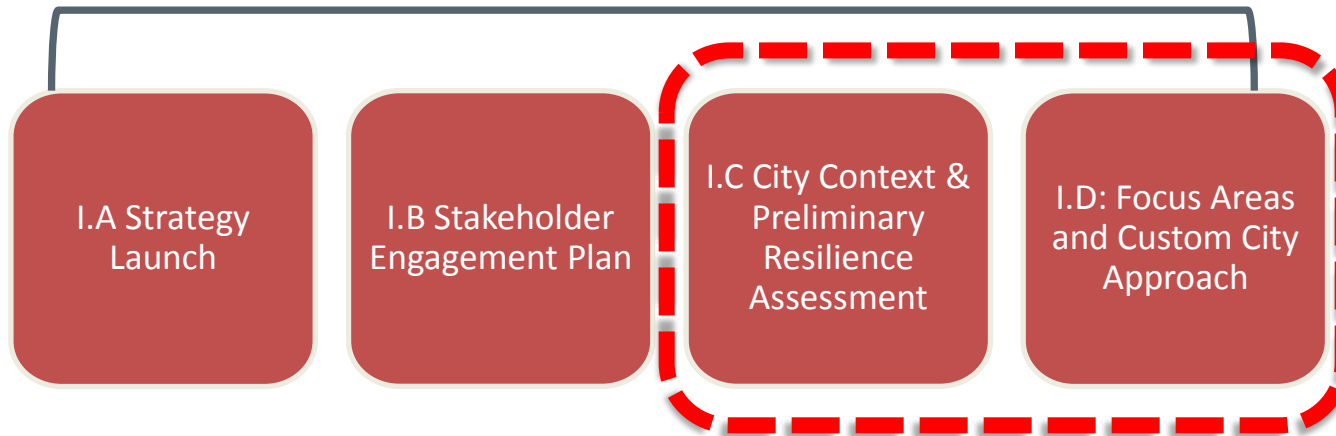 I.A Strategy
Launch
I.B Stakeholder
Engagement Plan
I.C City Context &
Preliminary
Resilience
Assessment
I.D: Focus Areas
and Custom City
Approach